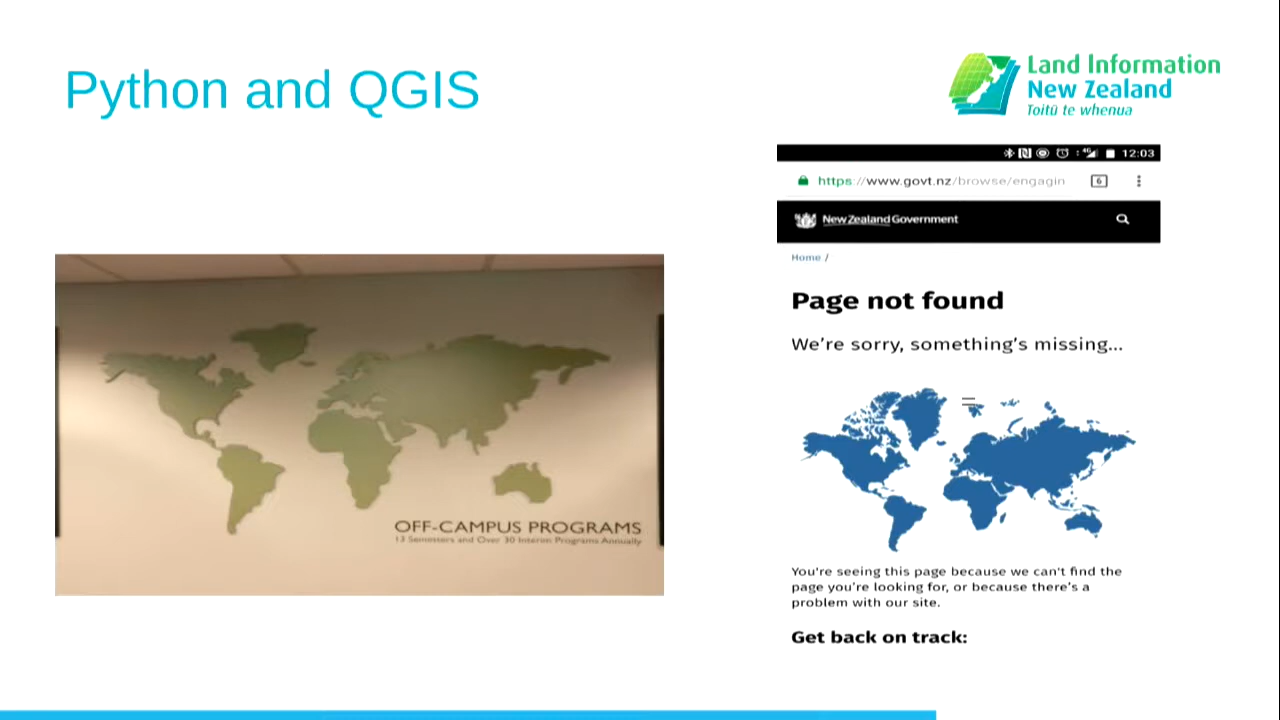 Python and QGIS
Land Information
New Zealand
Toitū te whenua
12:03
https://www.govt.nz/browse/engagin
6
New Zealand Government
Home /
Page not found
We're sorry, something's missing...
OFF-CAMPUS PROGRAMS
13 Semesters and Over 30 Interim Programs Annually
You're seeing this page because we can't find the
page you're looking for, or because there's a
problem with our site.
Get back on track: